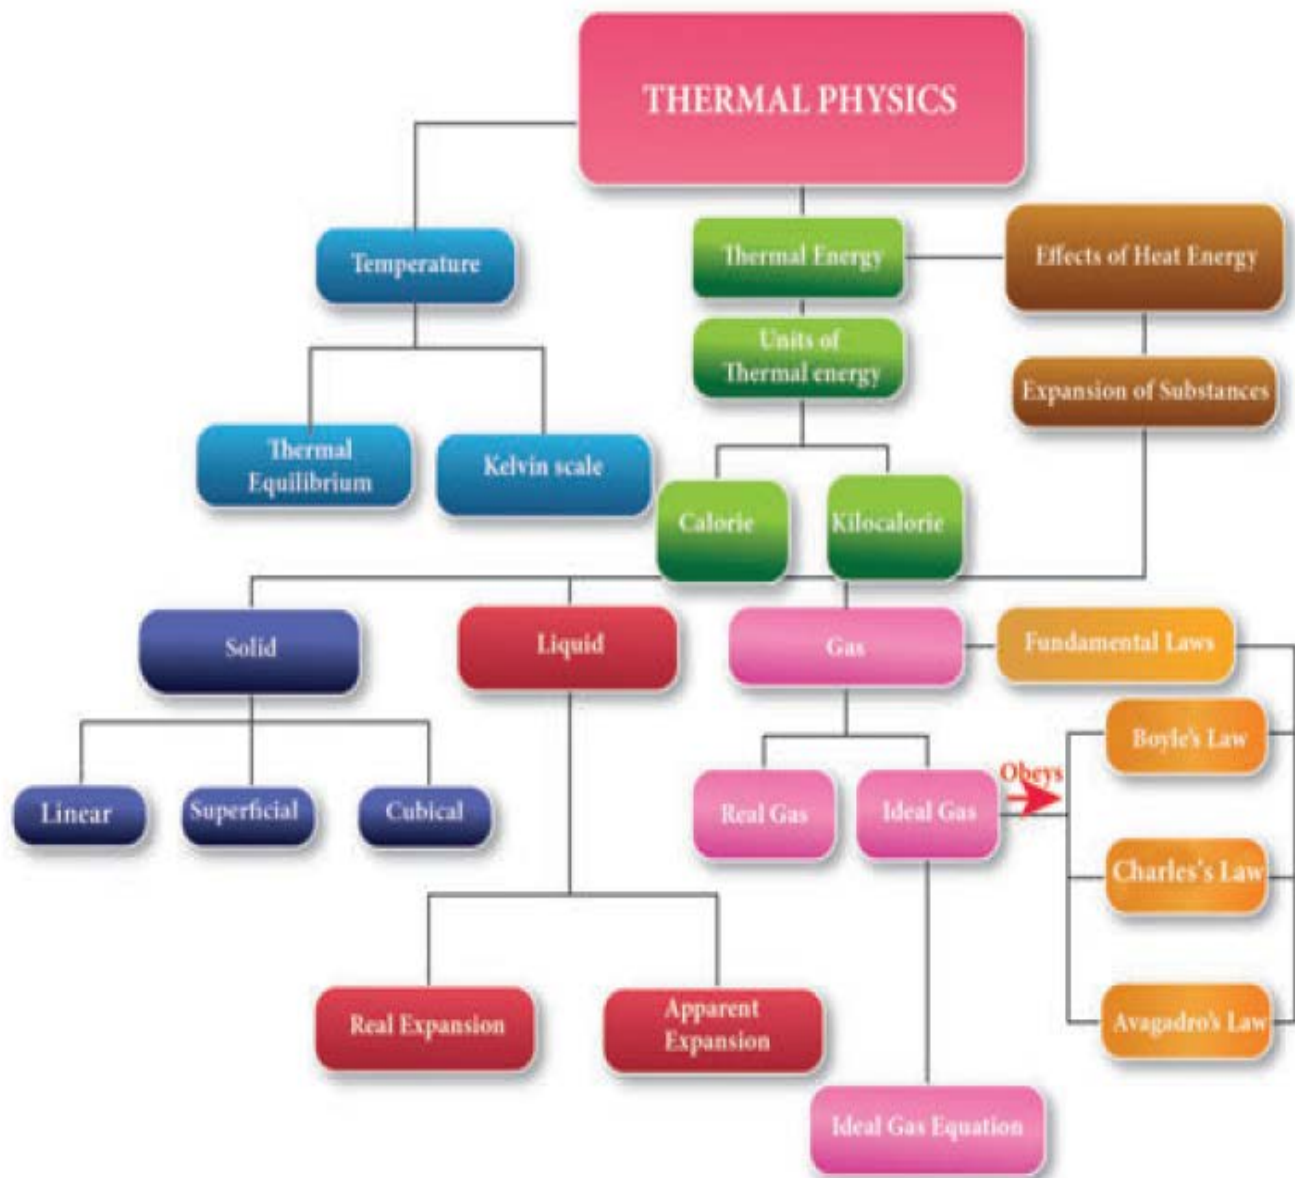 THERMAL PHYSICS
Temperature
Thermal Energy
Effects of Heat Energy
Units of
Thermal energy
Expansion of Substances
Thermal
Equilibrium
Kelvin scale
Calorie
Kilocalorie
Solid
Liquid
Gas
Fundamental Laws
Boyle's Law
Obeys
Linear
Superficial
Cubical
Real Gas
Ideal Gas
Charles's Law
Real Expansion
Apparent
Expansion
Avagadro's Law
Ideal Gas Equation